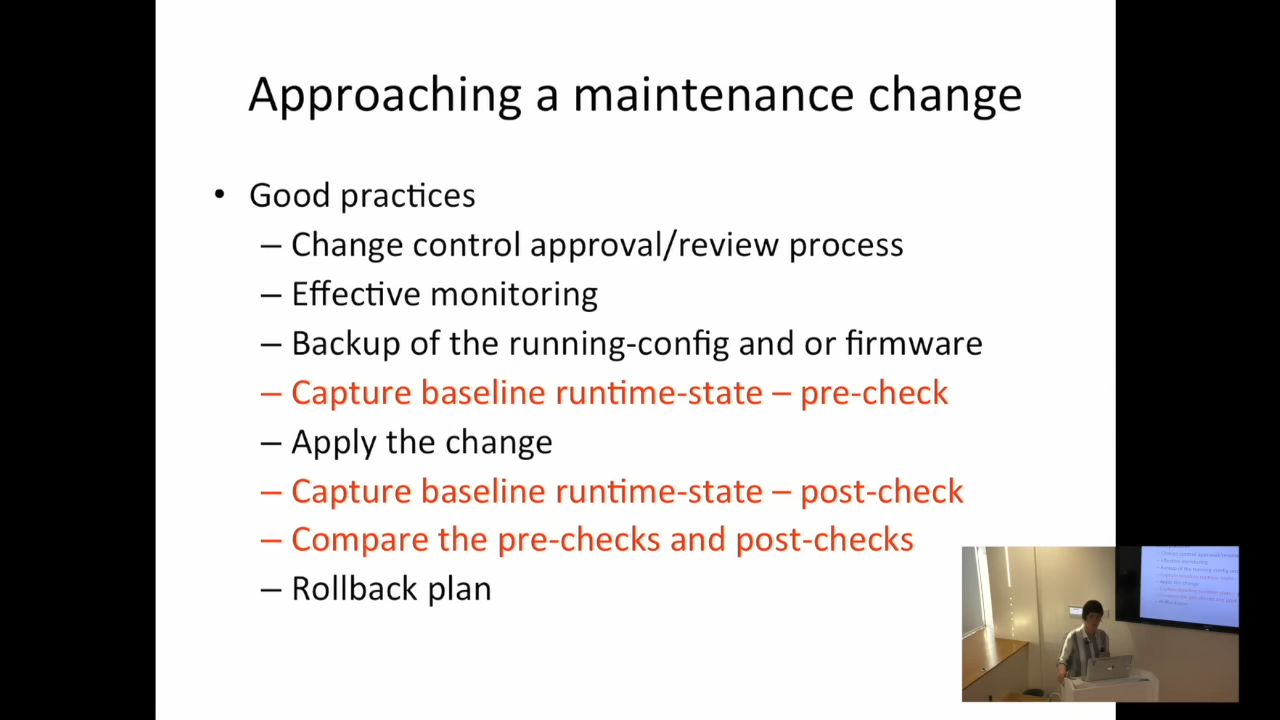 Approaching a maintenance change
• Good practices
– Change control approval/review process
– Effective monitoring
– Backup of the running-config and or firmware
– Capture baseline runtime-state – pre-check
– Apply the change
– Capture baseline runtime-state – post-check
– Compare the pre-checks and post-checks
– Rollback plan